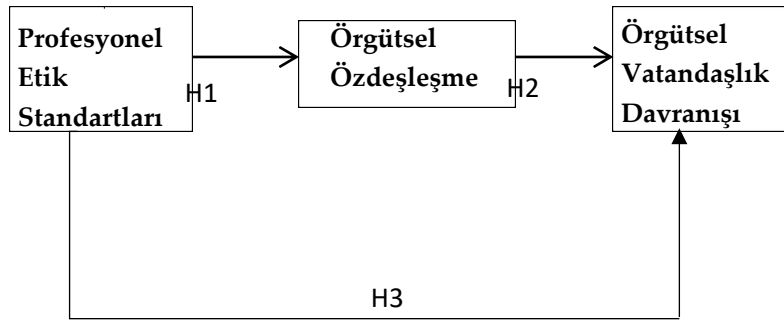 Profesyonel
Etik
Standartları
H1
Örgütsel
Özdeşleşme
H2
Örgütsel
Vatandaşlık
Davranışı
H3